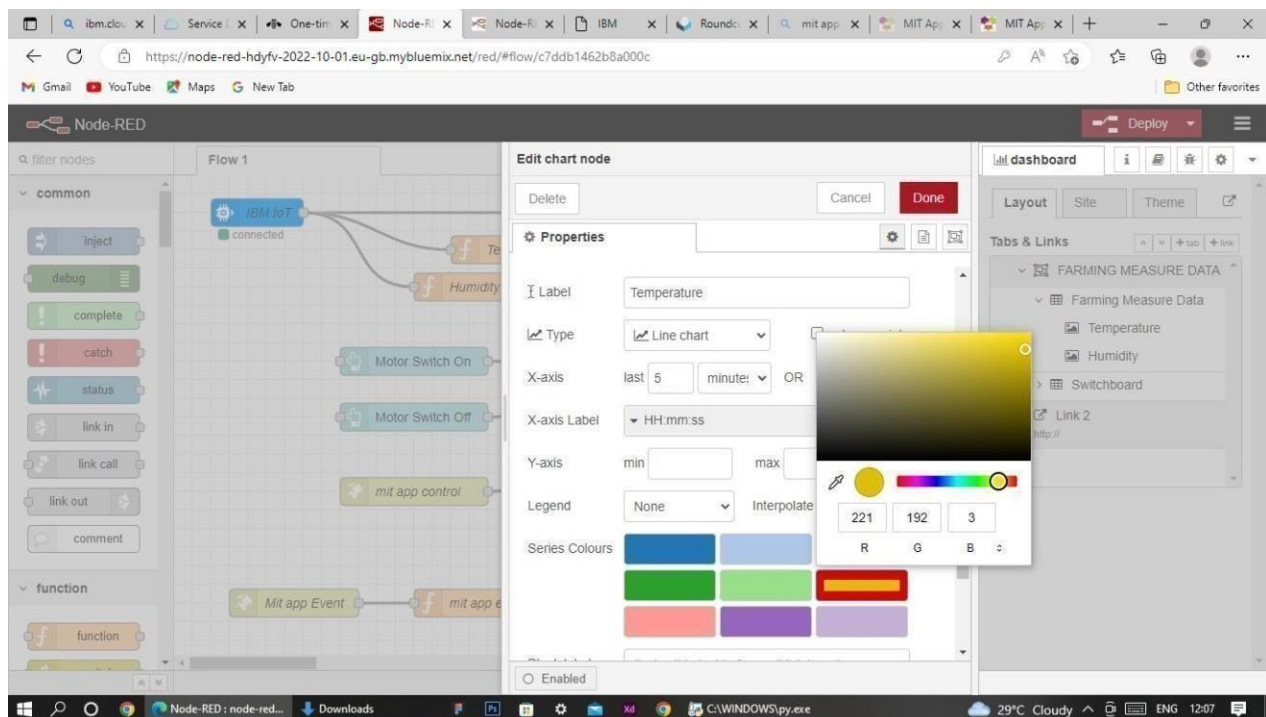 ibm.clou
Service
One-tim
Node-R
Node-R
IBM
Roundc
mit app
MIT App
MIT App
https://node-red-hdyfv-2022-10-01.eu-gb.mybluemix.net/red/#flow/c7ddb1462b8a000c
Gmail YouTube Maps New Tab Other favorites
Node-RED Deploy
filter nodes
Flow 1
Edit chart node
dashboard
common
Delete Cancel Done
Layout Site Theme
IBM IoT
connected
Properties
Tabs & Links
tab link
inject
Te
FARMING MEASURE DATA
debug
Humidity
Label Temperature
Farming Measure Data
complete
Type Line chart
Temperature
catch
Motor Switch On
X-axis last 5 minutes OR
Humidity
status
Switchboard
link in
Motor Switch Off
X-axis Label HH:mm:ss
Link 2
http://
link call
mit app control
Y-axis min max
link out
Legend None Interpolate
221 192 3
R G B
comment
Series Colours
function
Mit app Event
mit app e
function
Enabled
Node-RED : node-red...
Downloads
Ps
Xd
C:\WINDOWS\py.exe
29°C Cloudy
ENG
12:07